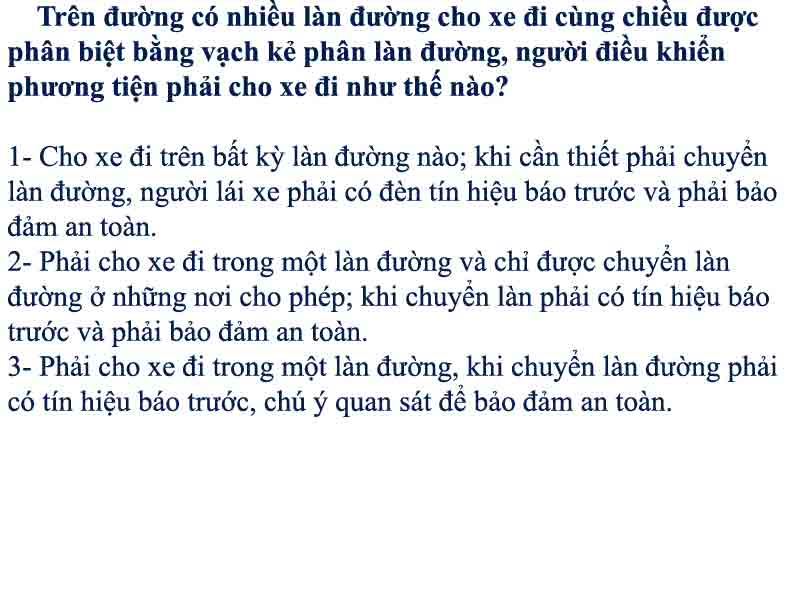 Trên đường có nhiều làn đường cho xe đi cùng chiều được
phân biệt bằng vạch kẻ phân làn đường, người điều khiển
phương tiện phải cho xe đi như thế nào?
1- Cho xe đi trên bất kỳ làn đường nào; khi cần thiết phải chuyển
làn đường, người lái xe phải có đèn tín hiệu báo trước và phải bảo
đảm an toàn.
2- Phải cho xe đi trong một làn đường và chỉ được chuyển làn
đường ở những nơi cho phép; khi chuyển làn phải có tín hiệu báo
trước và phải bảo đảm an toàn.
3- Phải cho xe đi trong một làn đường, khi chuyển làn đường phải
có tín hiệu báo trước, chú ý quan sát để bảo đảm an toàn.